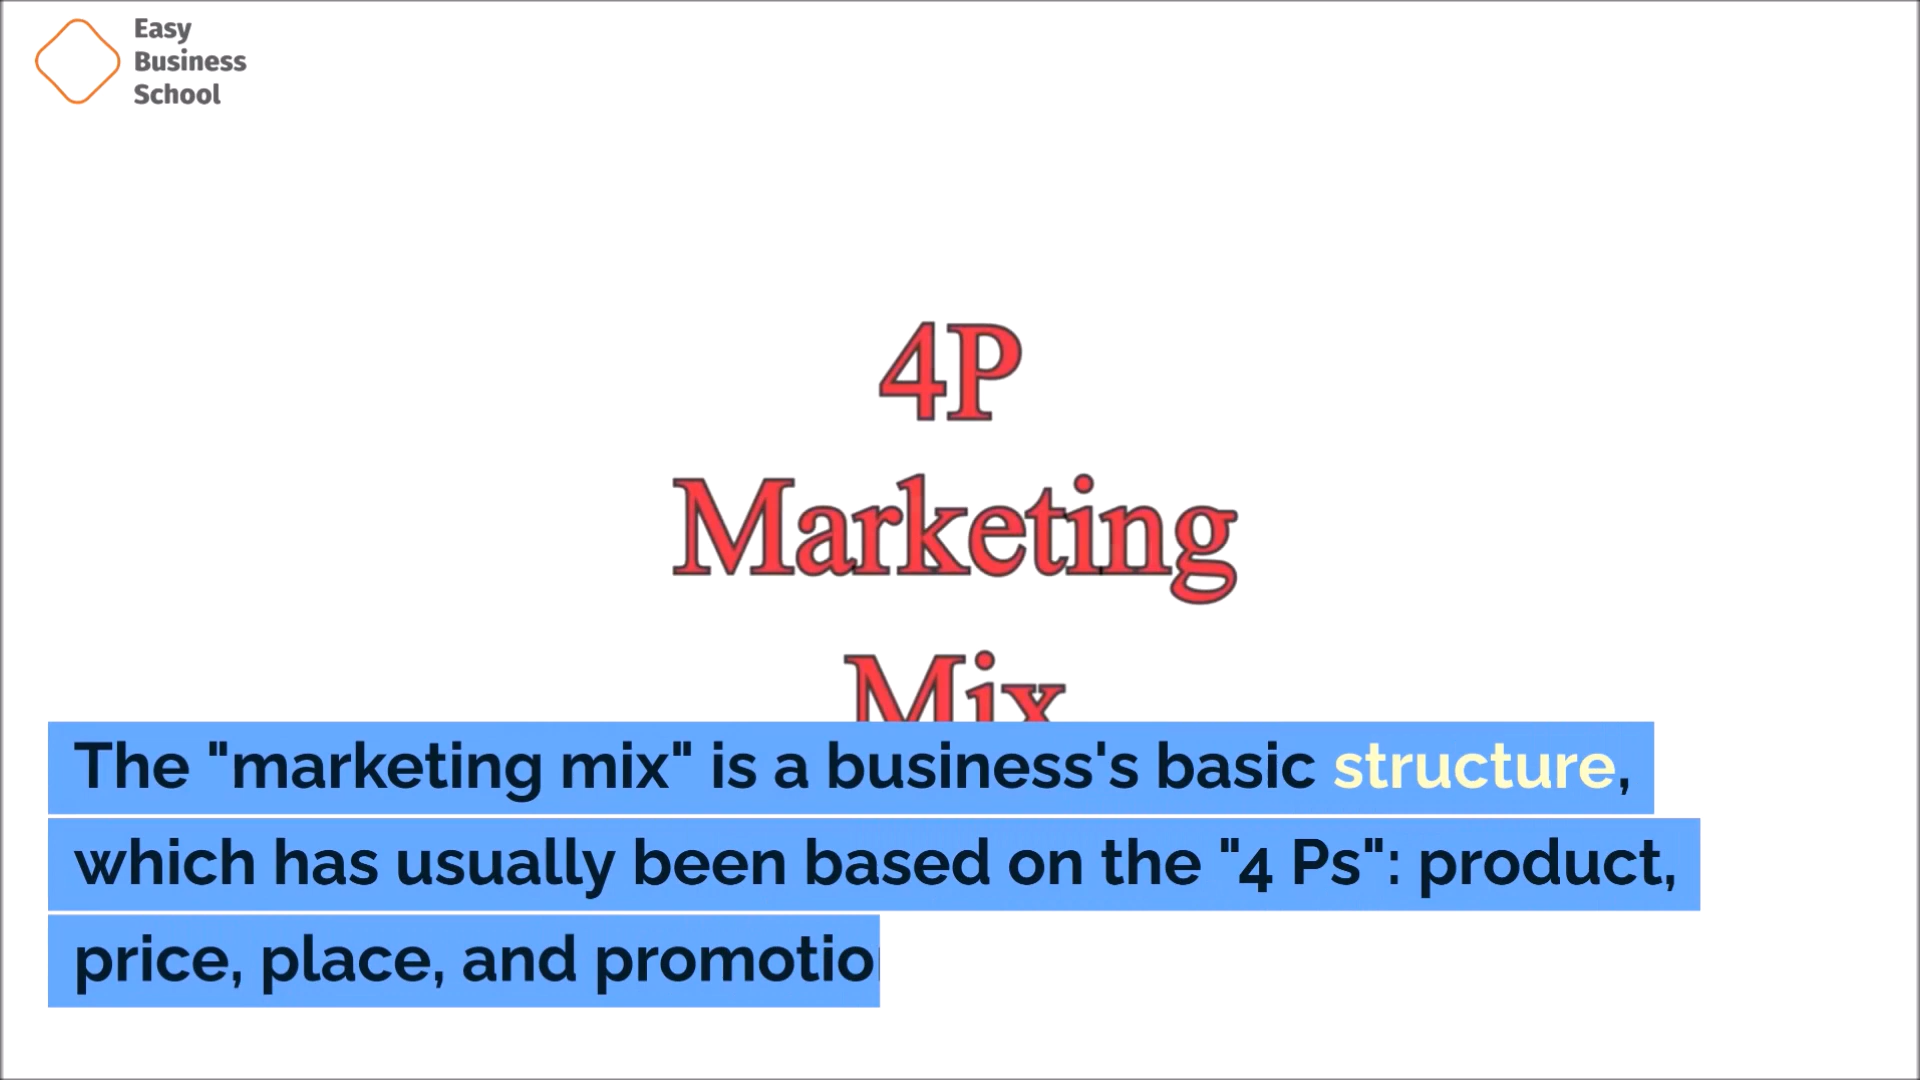 Easy
Business
School
4P
Marketing
Mix
The "marketing mix" is a business's basic structure,
which has usually been based on the "4 Ps": product,
price, place, and promotio